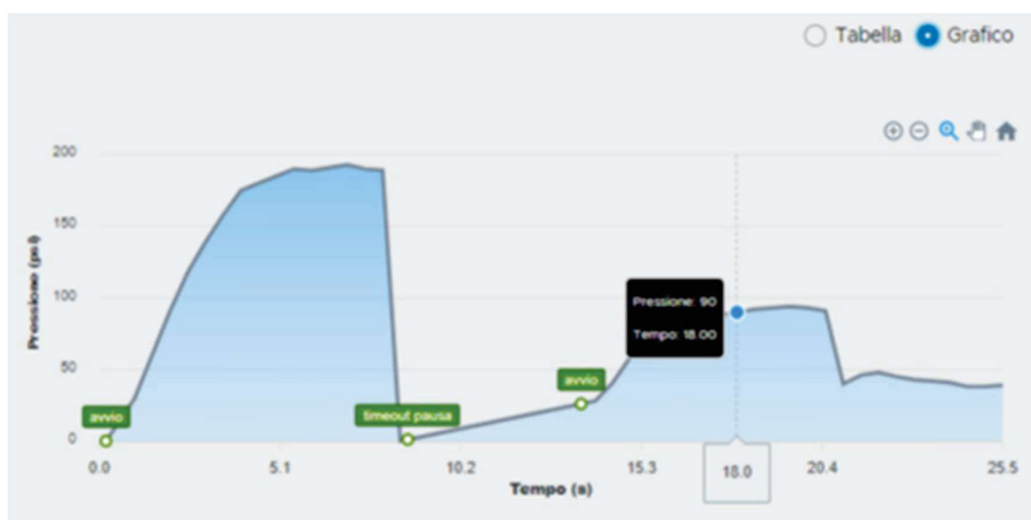 Tabella Grafico
200
150
100
50
0
Pressione (psi)
avvio
timeout pausa
avvio
Pressione: 90
Tempo: 18.00
0.0 5.1 10.2 15.3 18.0 20.4 25.5
Tempo (s)